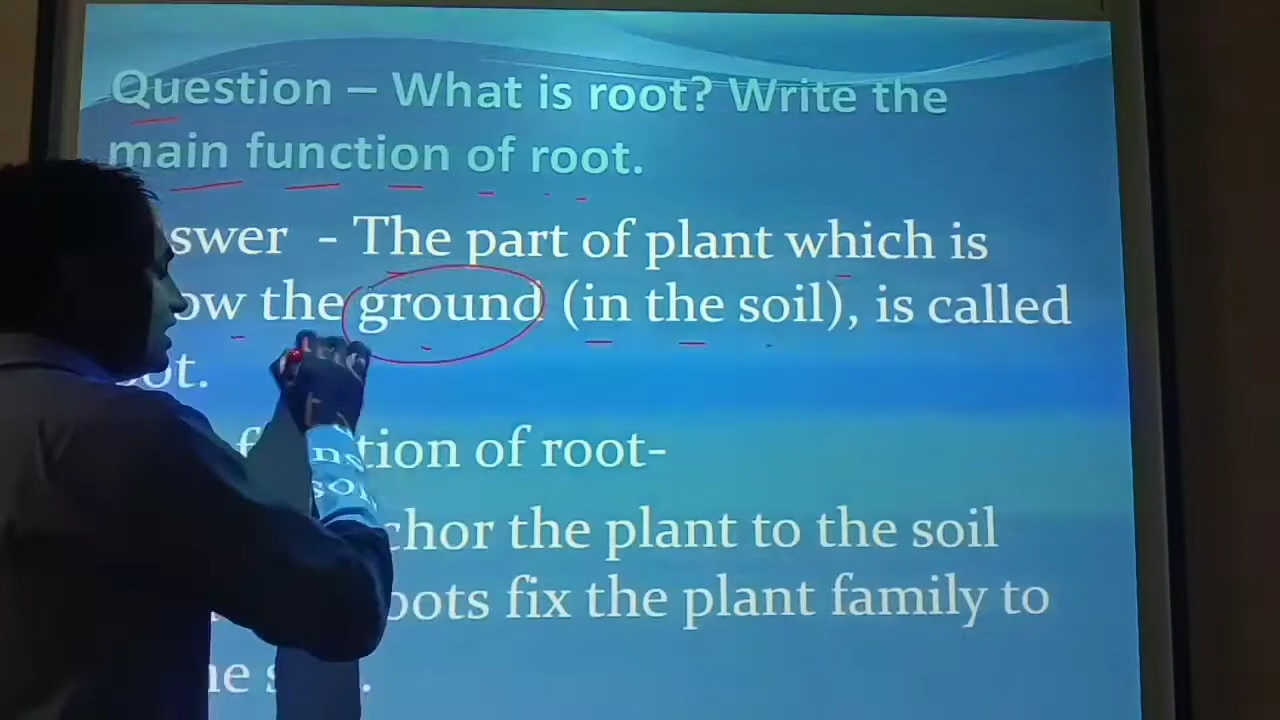 Question – What is root? Write the
main function of root.
swer - The part of plant which is
ow the ground (in the soil), is called
ot.
tion of root-
chor the plant to the soil
oots fix the plant family to